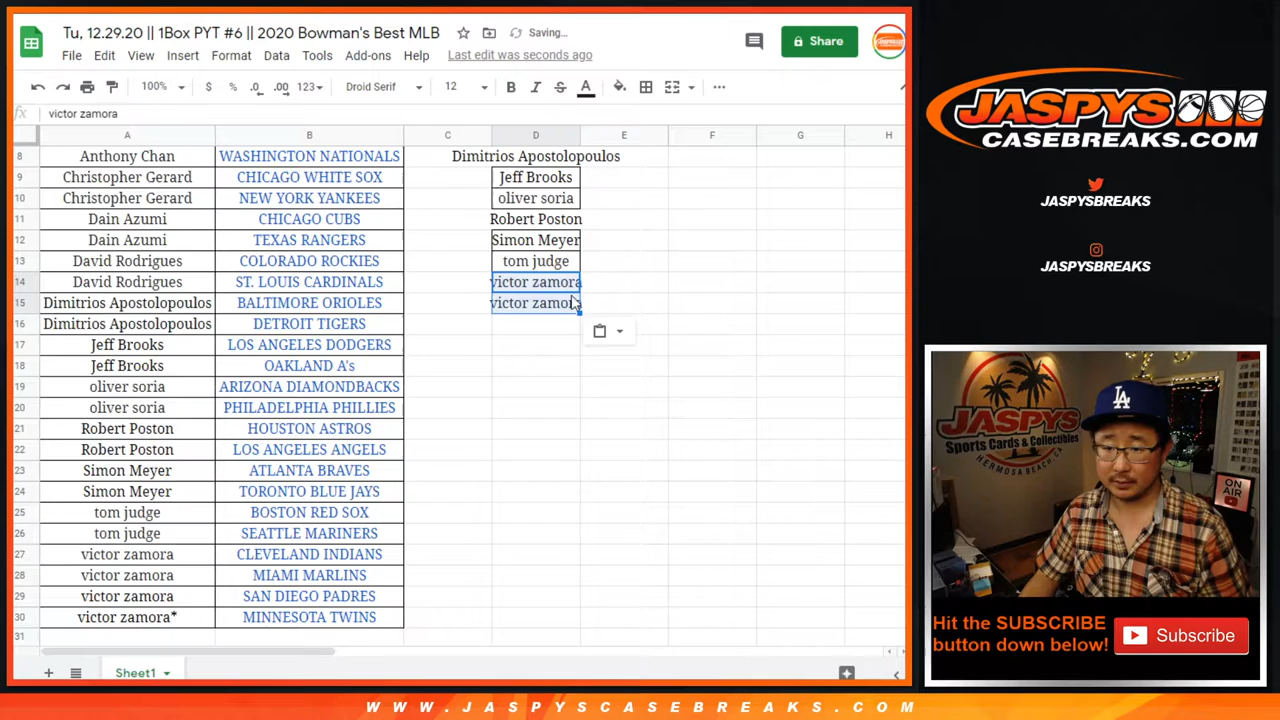 Tu, 12.29.20 || 1Box PYT #6 || 2020 Bowman's Best MLB Saving...
File Edit View Insert Format Data Tools Add-ons Help Last edit was seconds ago
Share
100% $ % .0 .00 123 Droid Serif 12 B I S A
fx victor zamora
A B C D E F G H
8 Anthony Chan WASHINGTON NATIONALS Dimitrios Apostolopoulos
9 Christopher Gerard CHICAGO WHITE SOX Jeff Brooks
10 Christopher Gerard NEW YORK YANKEES oliver soria
11 Dain Azumi CHICAGO CUBS Robert Poston
12 Dain Azumi TEXAS RANGERS Simon Meyer
13 David Rodrigues COLORADO ROCKIES tom judge
14 David Rodrigues ST. LOUIS CARDINALS victor zamora
15 Dimitrios Apostolopoulos BALTIMORE ORIOLES victor zamora
16 Dimitrios Apostolopoulos DETROIT TIGERS
17 Jeff Brooks LOS ANGELES DODGERS
18 Jeff Brooks OAKLAND A's
19 oliver soria ARIZONA DIAMONDBACKS
20 oliver soria PHILADELPHIA PHILLIES
21 Robert Poston HOUSTON ASTROS
22 Robert Poston LOS ANGELES ANGELS
23 Simon Meyer ATLANTA BRAVES
24 Simon Meyer TORONTO BLUE JAYS
25 tom judge BOSTON RED SOX
26 tom judge SEATTLE MARINERS
27 victor zamora CLEVELAND INDIANS
28 victor zamora MIAMI MARLINS
29 victor zamora SAN DIEGO PADRES
30 victor zamora* MINNESOTA TWINS
31
Sheet1
JASPYS
CASEBREAKS.COM
JASPYSBREAKS
JASPYSBREAKS
JASPYS
Sports Cards & Collectibles
HERMOSA BEACH, CA
LA
ON
AIR
Hit the SUBSCRIBE
button down below!
Subscribe
WWW.JASPYSCASEBREAKS.COM